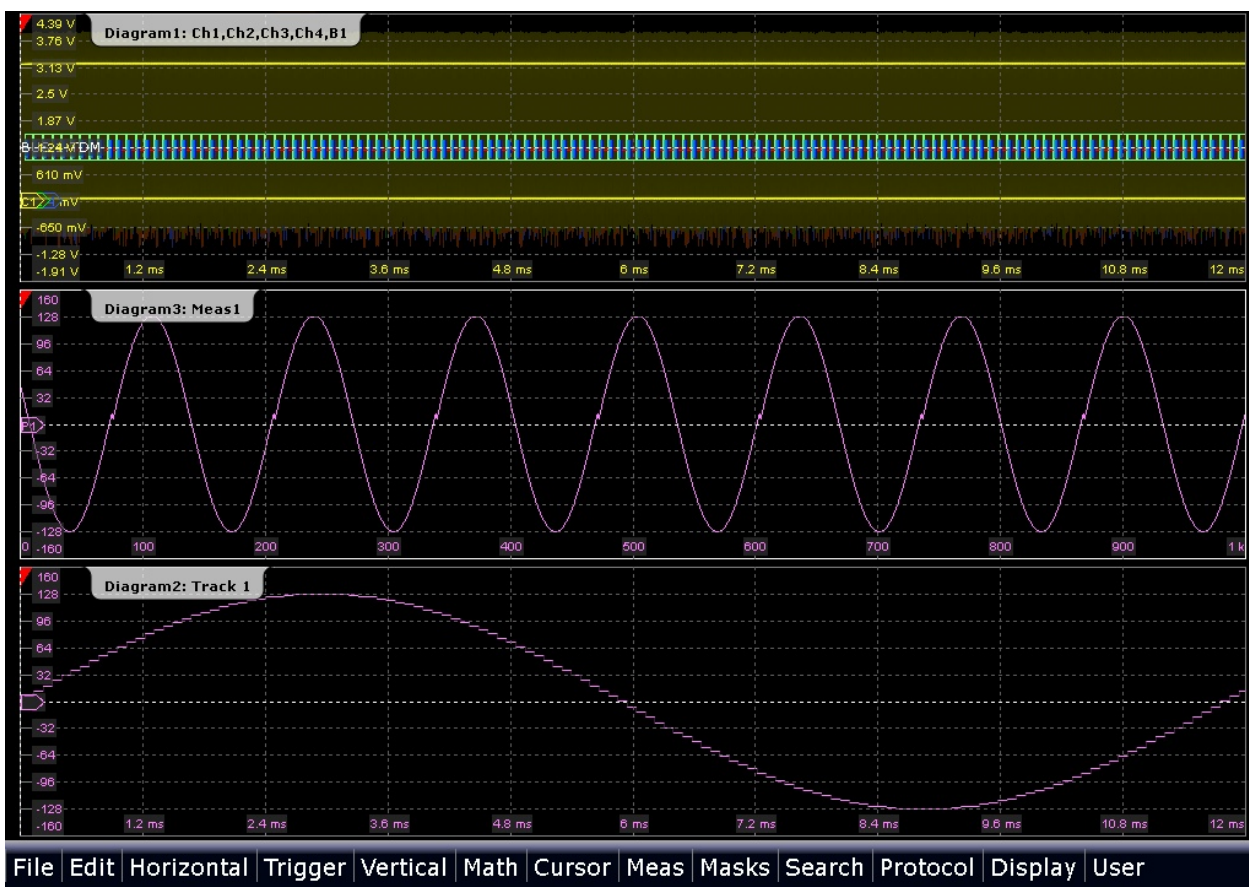 4.39 V
Diagram1: Ch1,Ch2,Ch3,Ch4,B1
3.76 V
3.13 V
2.5 V
1.87 V
TDM
610 mV
C1 mV
-650 mV
-1.28 V
-1.91 V 1.2 ms 2.4 ms 3.6 ms 4.8 ms 6 ms 7.2 ms 8.4 ms 9.6 ms 10.8 ms 12 ms
160
Diagram3: Meas1
128
96
64
32
-32
-64
-96
-128
0 -160 100 200 300 400 500 600 700 800 900 1 k
160
Diagram2: Track 1
128
96
64
32
-32
-64
-96
-128
-160 1.2 ms 2.4 ms 3.6 ms 4.8 ms 6 ms 7.2 ms 8.4 ms 9.6 ms 10.8 ms 12 ms
File Edit Horizontal Trigger Vertical Math Cursor Meas Masks Search Protocol Display User